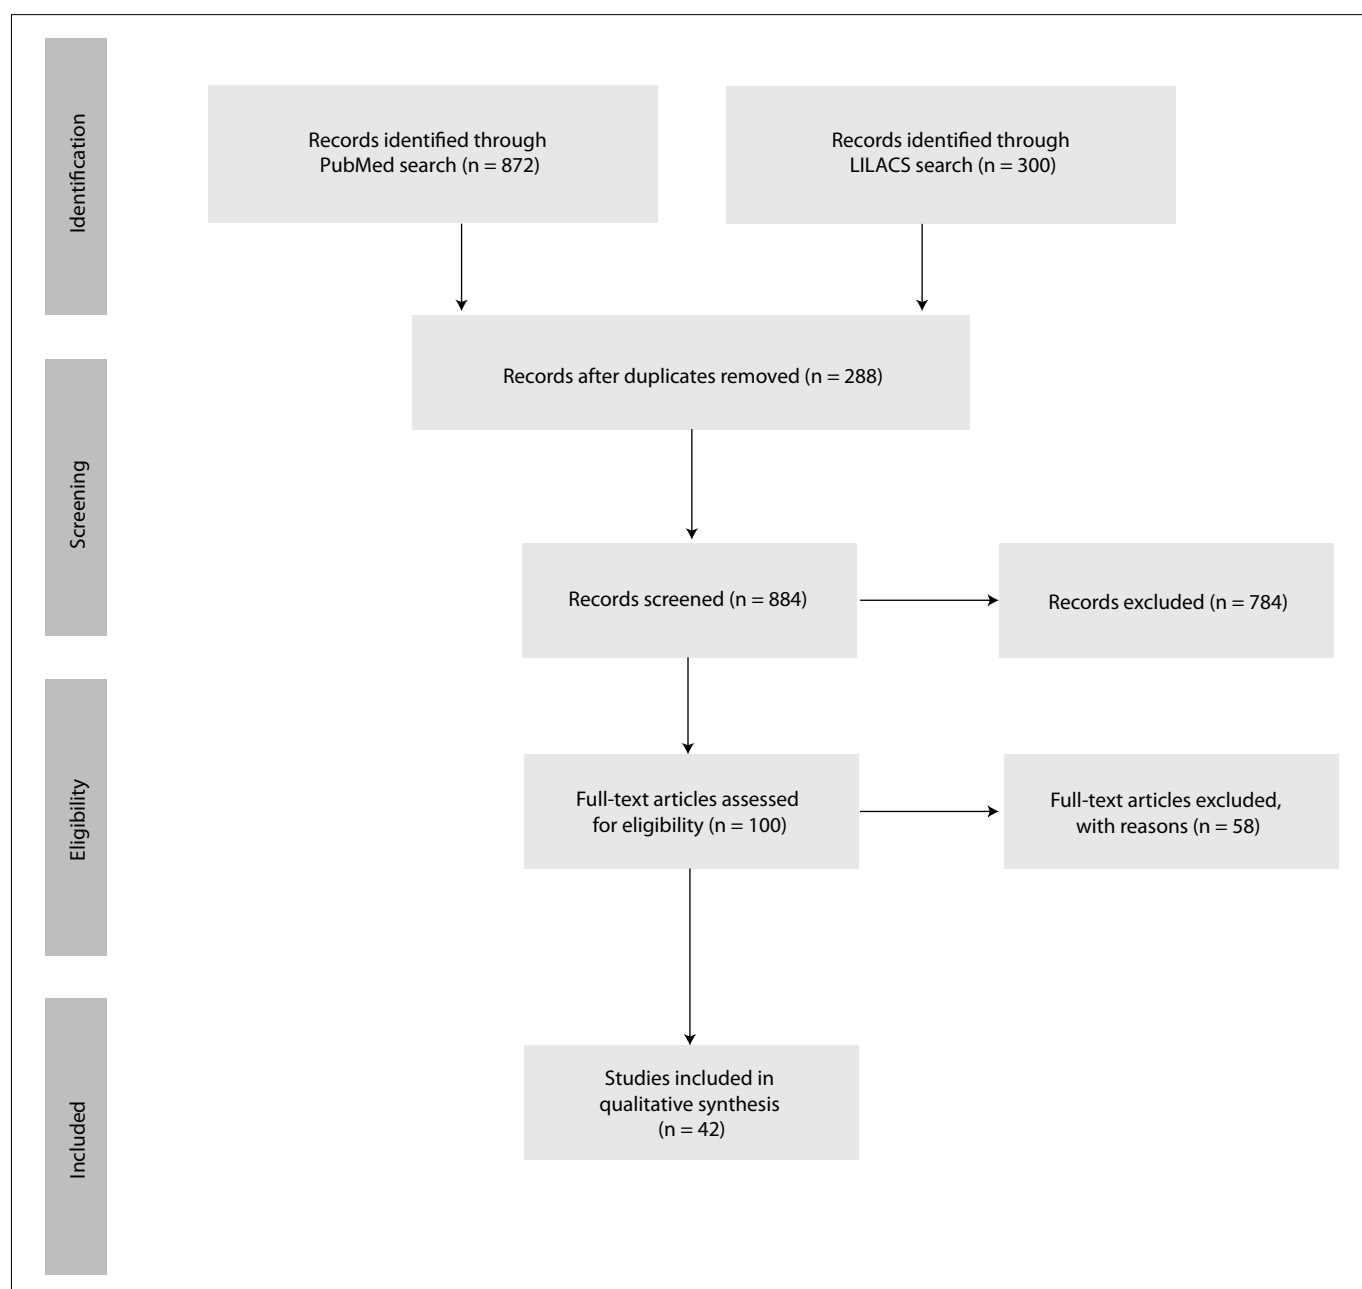 Identification
Records identified through
PubMed search (n = 872)
Records identified through
LILACS search (n = 300)
Records after duplicates removed (n = 288)
Screening
Records screened (n = 884)
Records excluded (n = 784)
Eligibility
Full-text articles assessed
for eligibility (n = 100)
Full-text articles excluded,
with reasons (n = 58)
Included
Studies included in
qualitative synthesis
(n = 42)